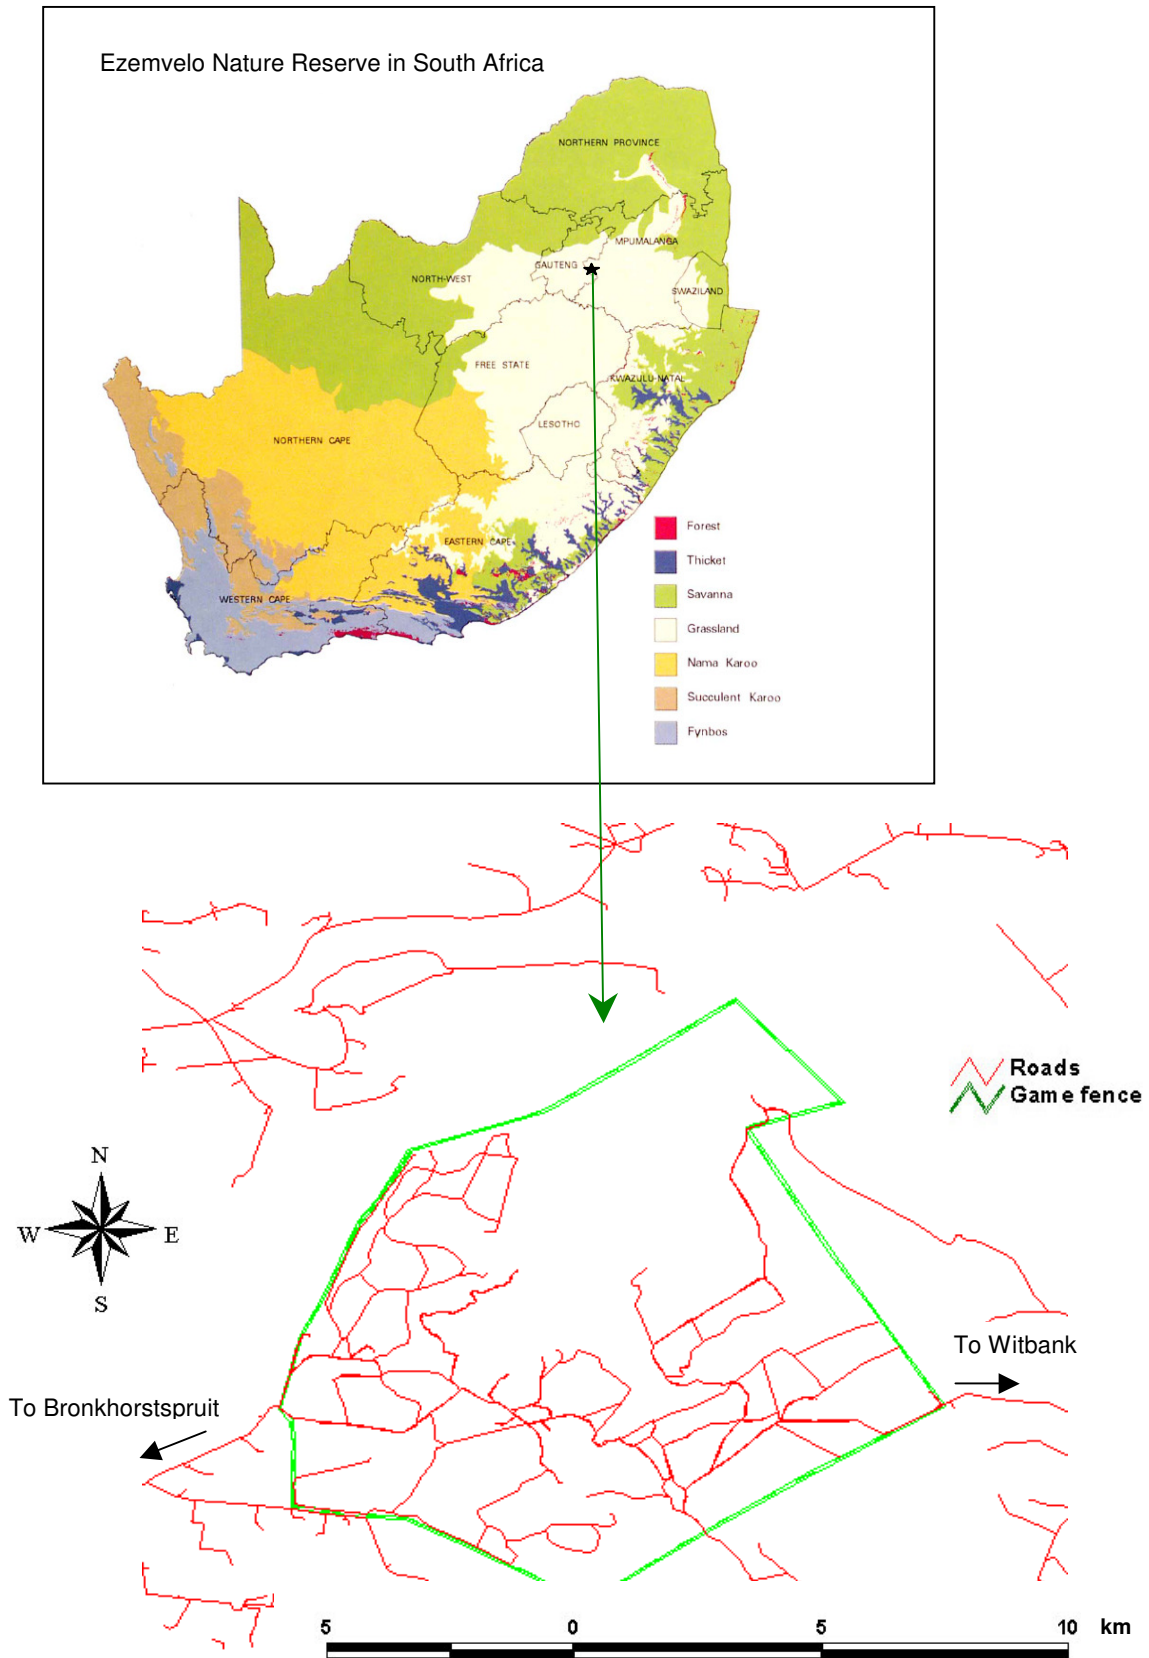 Ezemvelo Nature Reserve in South Africa
NORTHERN PROVINCE
MPUMALANGA
GAUTENG
NORTH-WEST
SWAZILAND
FREE STATE
KWAZULU-NATAL
LESOTHO
NORTHERN CAPE
EASTERN CAPE
WESTERN CAPE
Forest
Thicket
Savanna
Grassland
Nama Karoo
Succulent Karoo
Fynbos
Roads
Game fence
N
W E
S
To Witbank
To Bronkhorstspruit
5 0 5 10 km